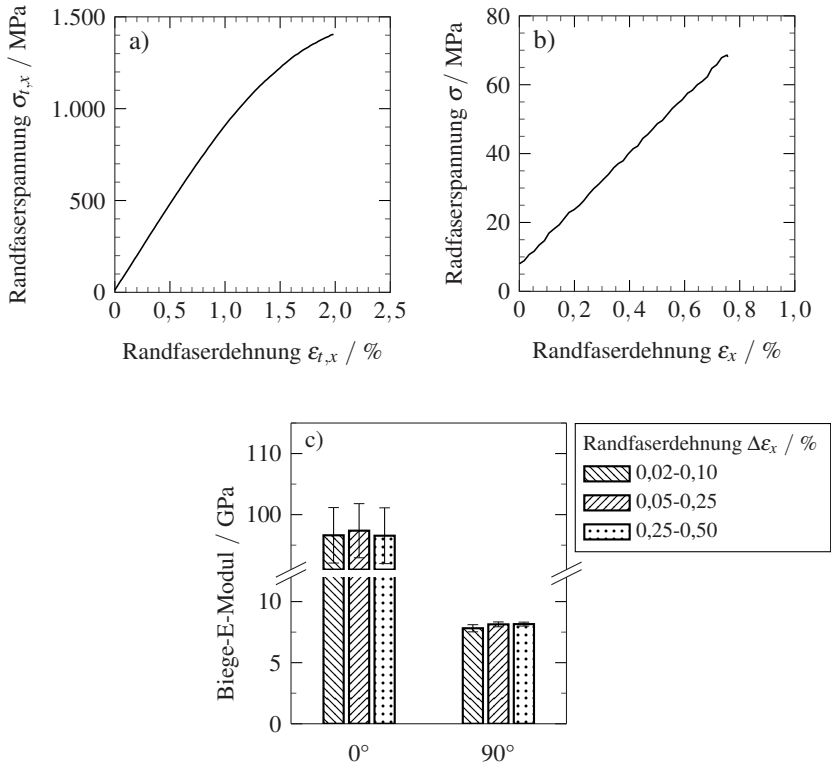 a)
1.500
1.000
500
0
0 0,5 1,0 1,5 2,0 2,5
Randfaserspannung σt,x / MPa
Randfaserdehnung εt,x / %
b)
80
60
40
20
0
0 0,2 0,4 0,6 0,8 1,0
Radfaserspannung σ / MPa
Randfaserdehnung εx / %
c)
110
100
10
5
0
Biege-E-Modul / GPa
0° 90°
Randfaserdehnung Δεx / %
0,02-0,10
0,05-0,25
0,25-0,50